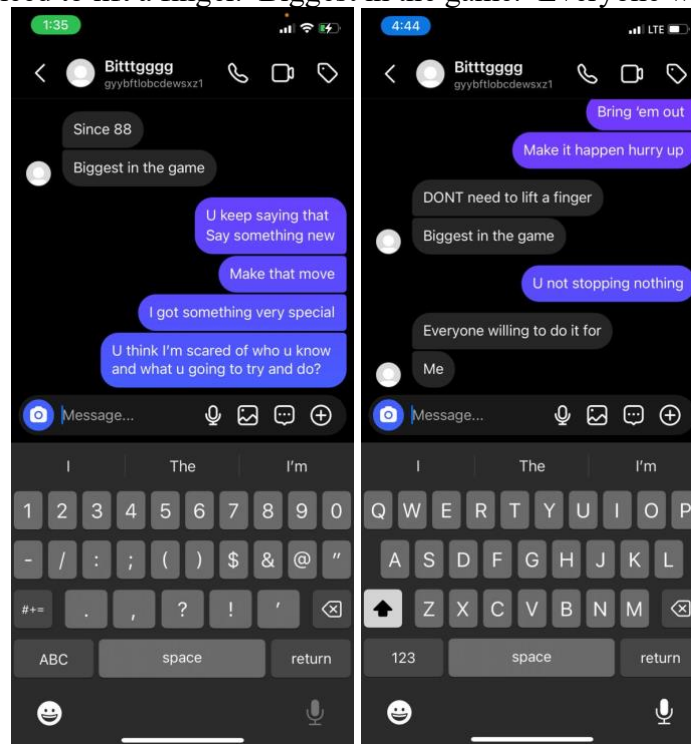 need to lift a finger. Biggest in the game. Everyone w
1:35
Bitttgggg
gyybftlobcdewsxz1
Since 88
Biggest in the game
U keep saying that
Say something new
Make that move
I got something very special
U think I'm scared of who u know
and what u going to try and do?
Message...
I The I'm
1 2 3 4 5 6 7 8 9 0
- / : ; ( ) $ & @ "
#+= . , ? ! '
ABC space return
4:44
LTE
Bitttgggg
gyybftlobcdewsxz1
Bring 'em out
Make it happen hurry up
DONT need to lift a finger
Biggest in the game
U not stopping nothing
Everyone willing to do it for
Me
Message...
I The I'm
Q W E R T Y U I O P
A S D F G H J K L
Z X C V B N M
123 space return